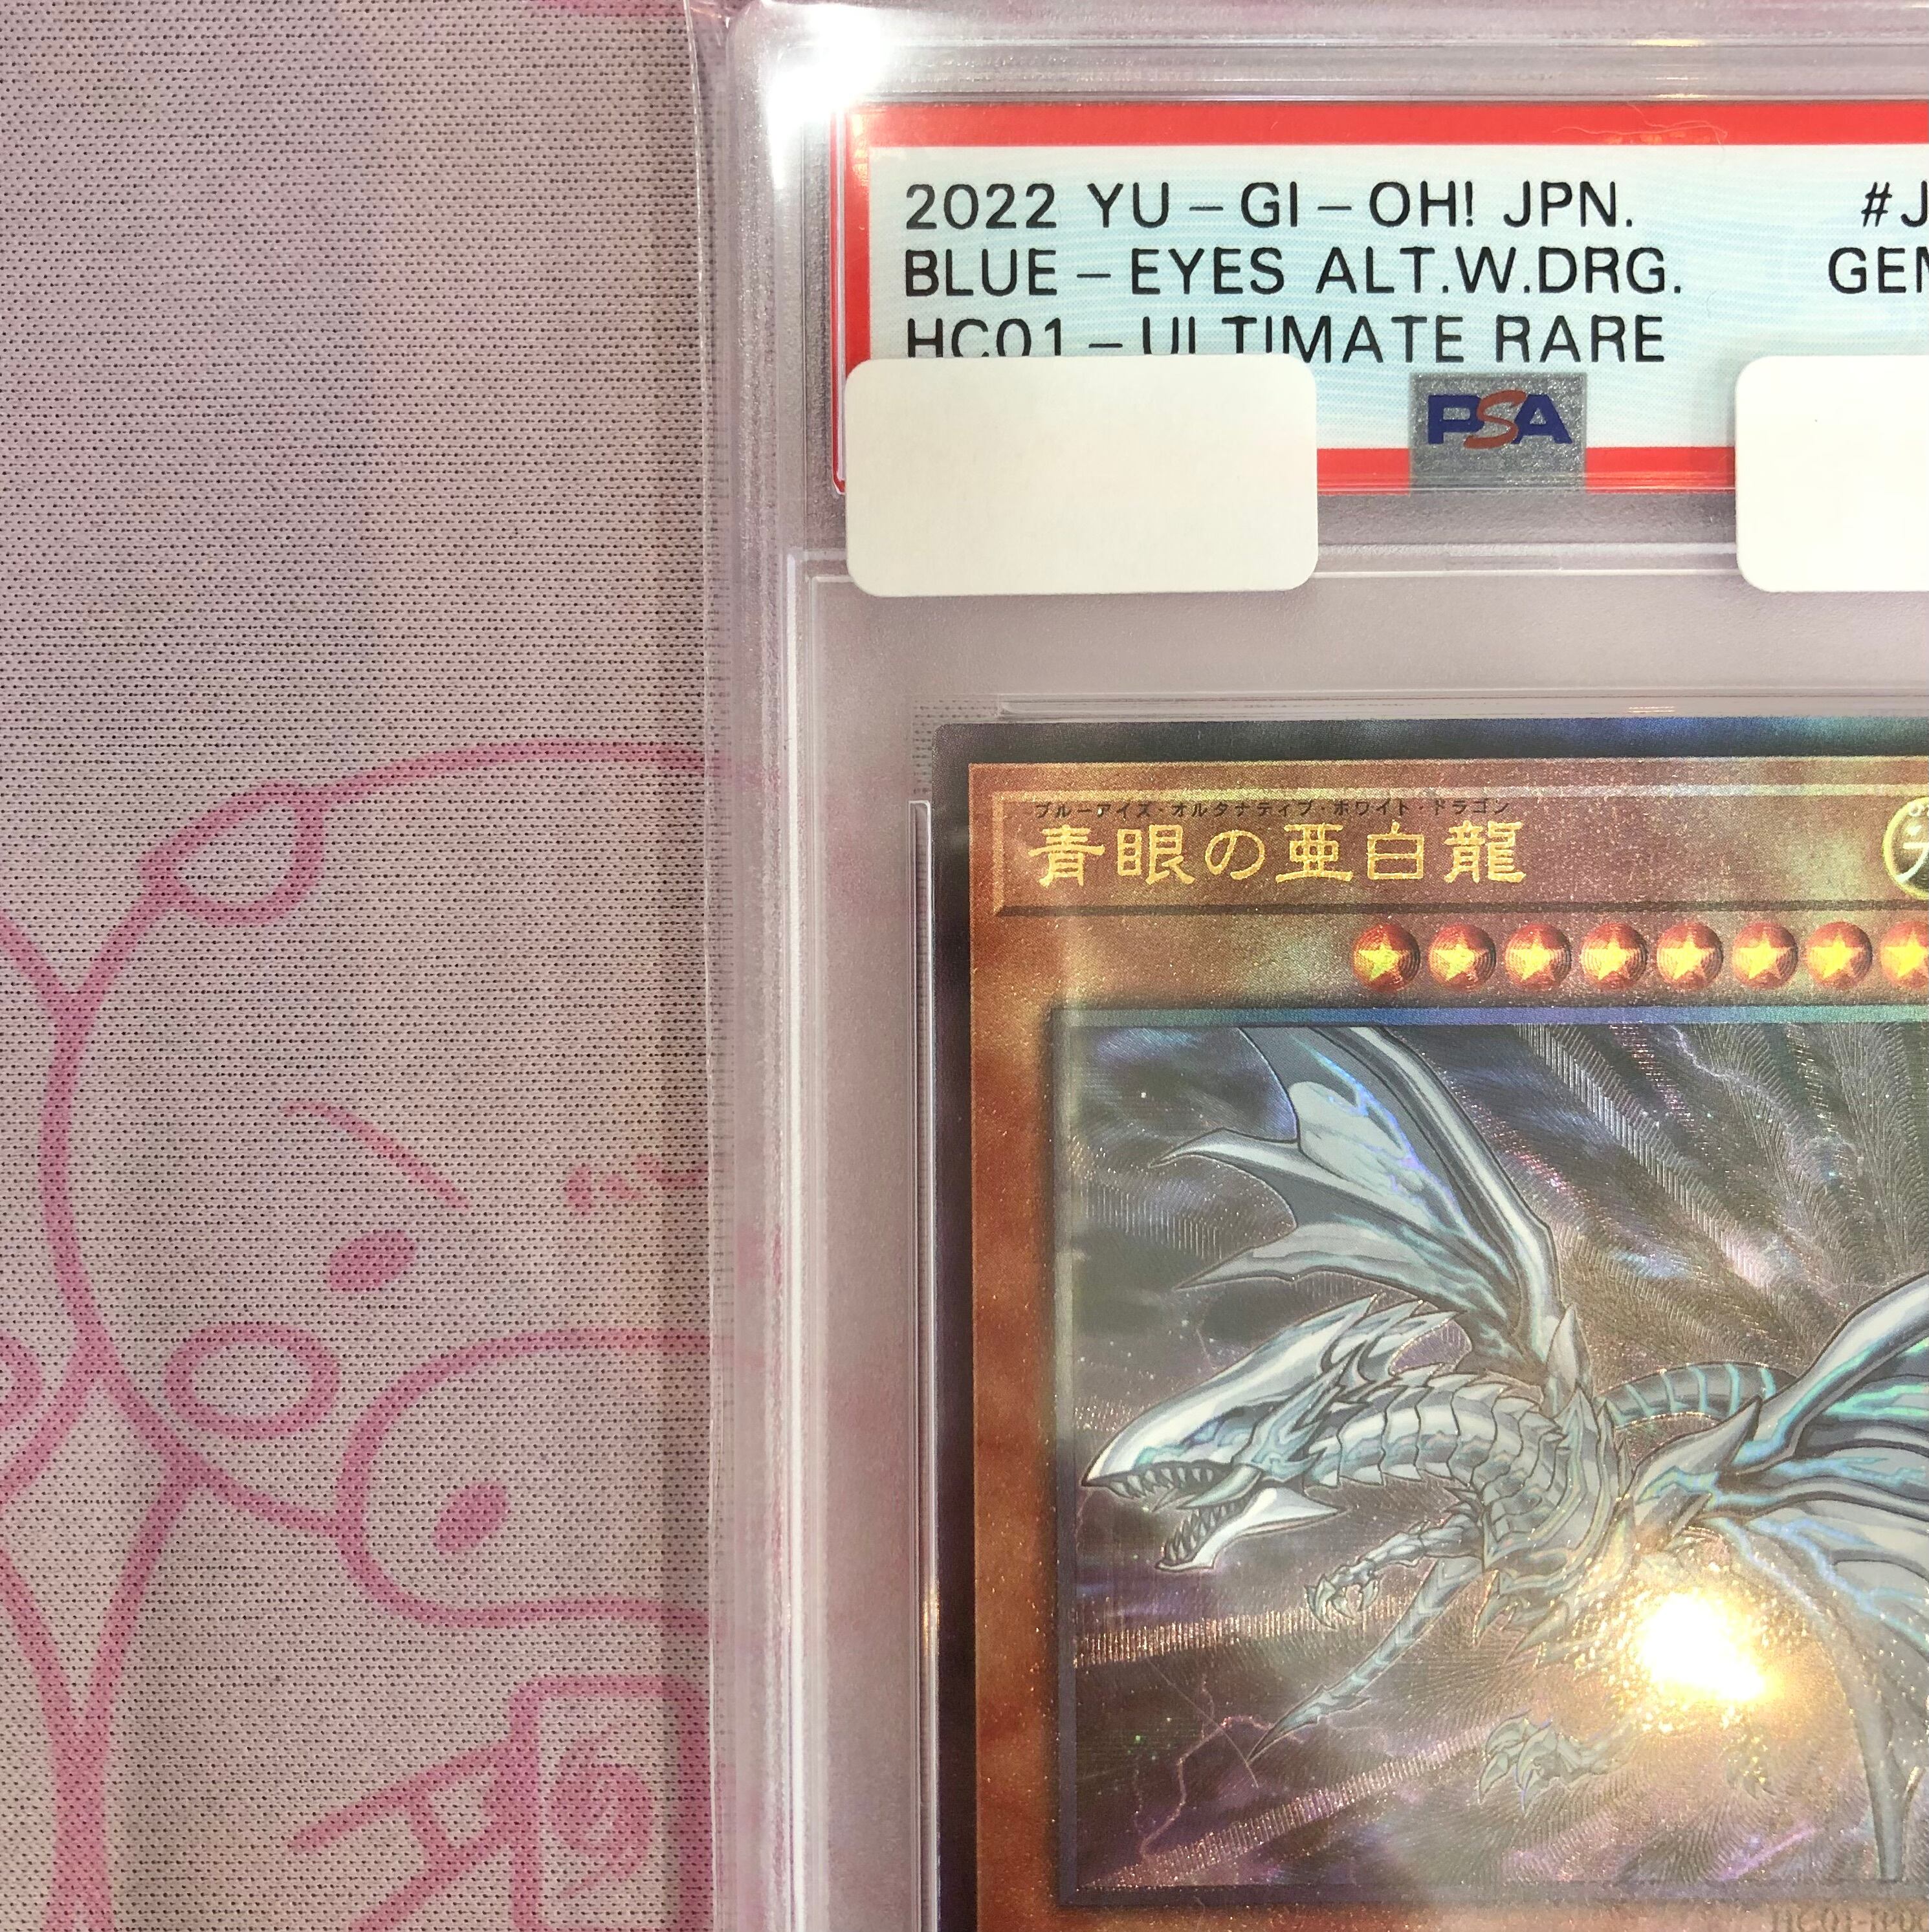 2022 YU-GI-OH! JPN. #J
BLUE-EYES ALT.W.DRG. GEM
HC01-ULTIMATE RARE
PSA
ブルーアイズ・オルタナティブ・ホワイト・ドラゴン
青眼の亜白龍